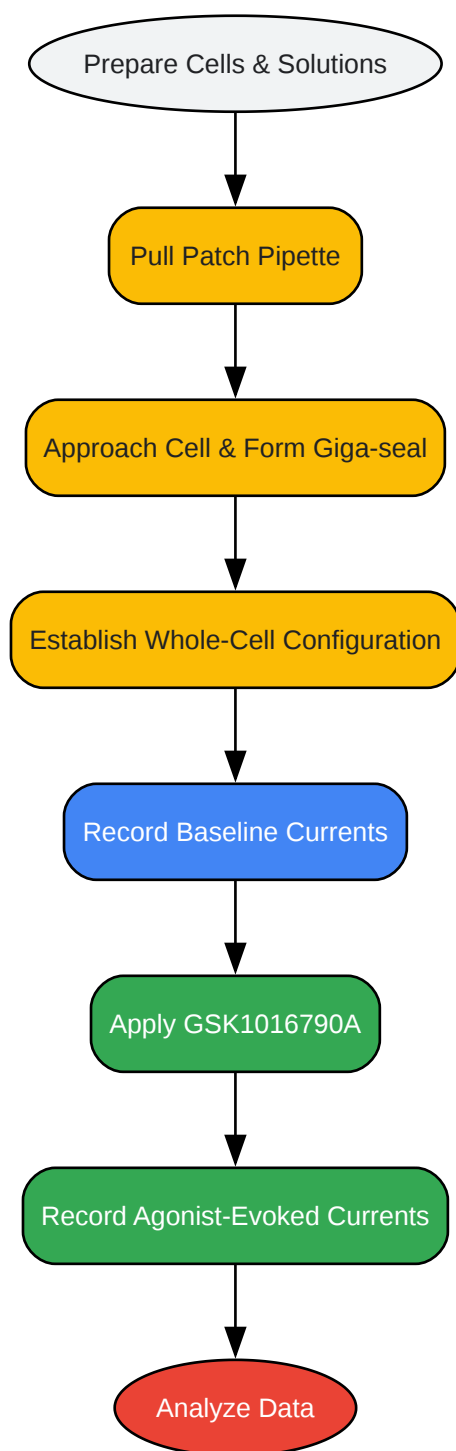 Prepare Cells & Solutions
Pull Patch Pipette
Approach Cell & Form Giga-seal
Establish Whole-Cell Configuration
Record Baseline Currents
Apply GSK1016790A
Record Agonist-Evoked Currents
Analyze Data